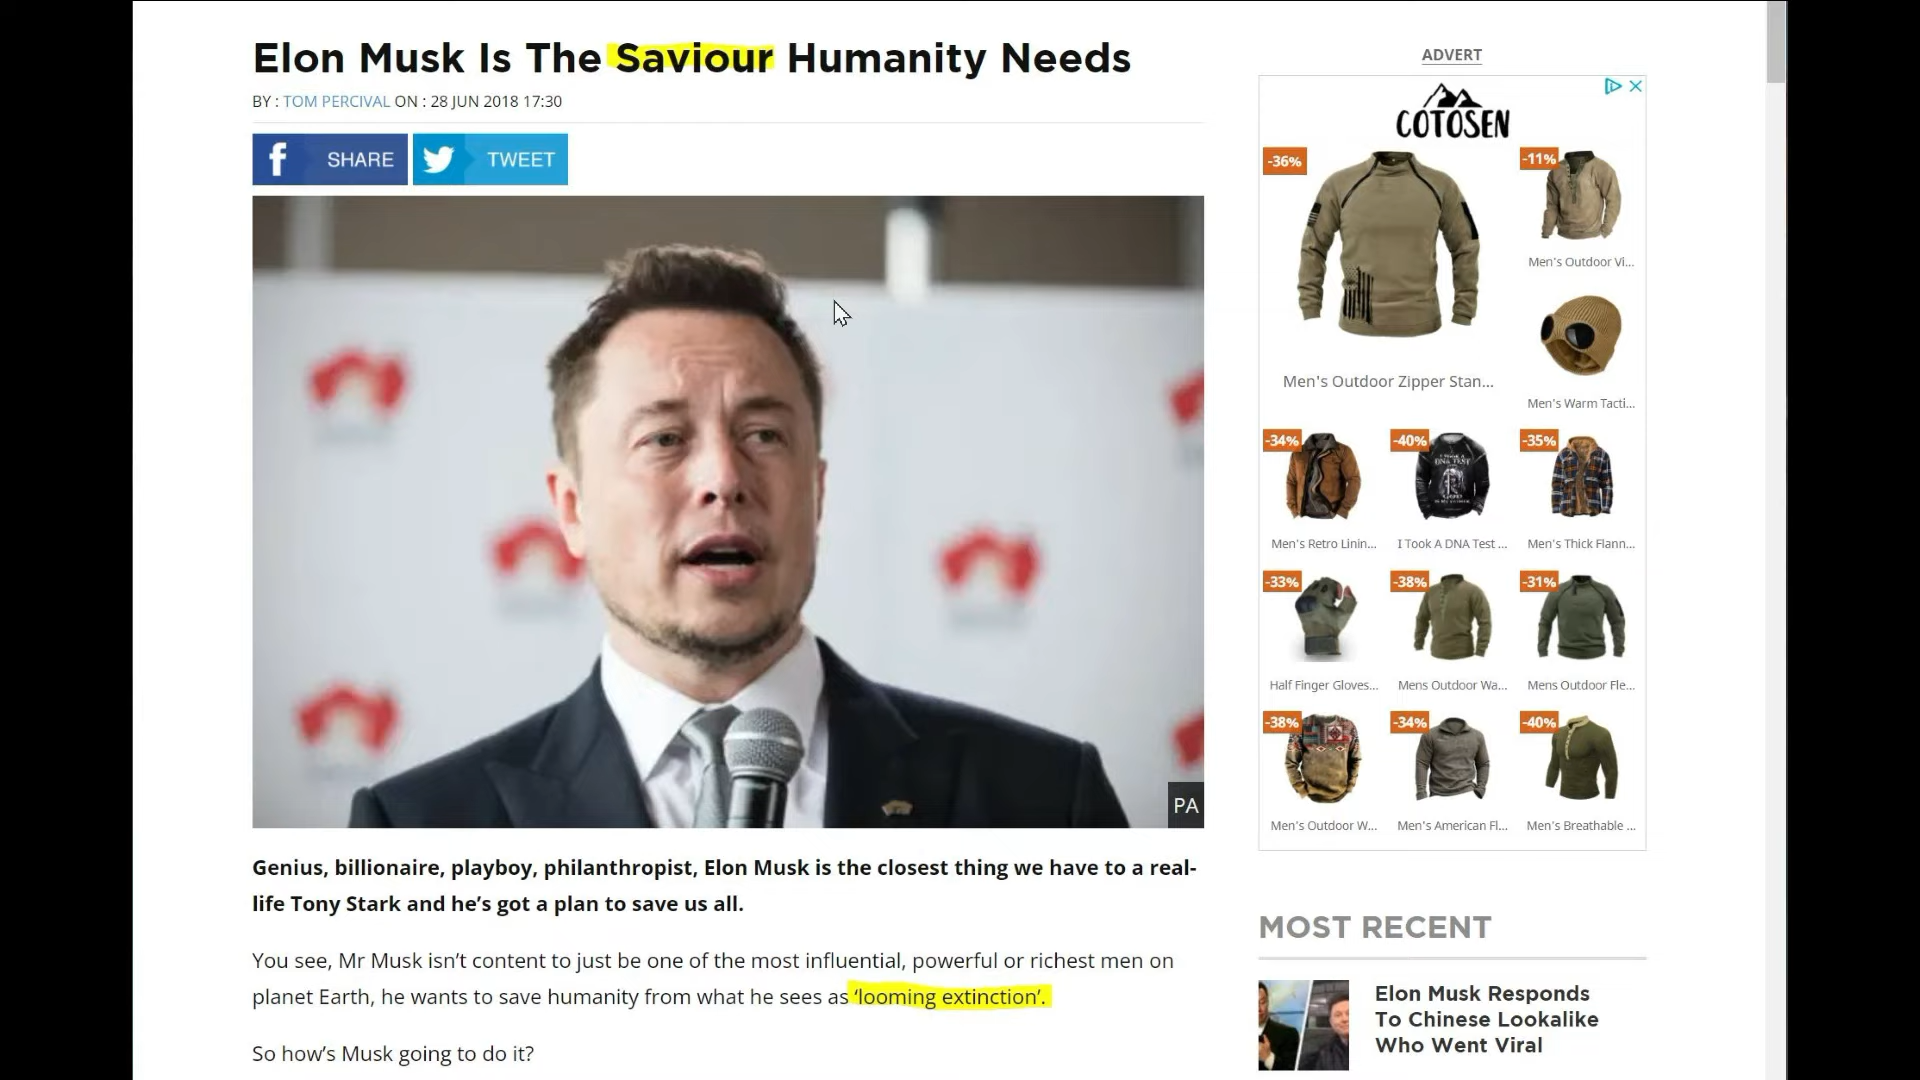 Elon Musk Is The Saviour Humanity Needs
BY : TOM PERCIVAL ON : 28 JUN 2018 17:30
SHARE
TWEET
PA
Genius, billionaire, playboy, philanthropist, Elon Musk is the closest thing we have to a real-
life Tony Stark and he’s got a plan to save us all.
You see, Mr Musk isn’t content to just be one of the most influential, powerful or richest men on
planet Earth, he wants to save humanity from what he sees as ‘looming extinction’.
So how’s Musk going to do it?
ADVERT
COTOSEN
-36%
-11%
Men's Outdoor Vi...
Men's Outdoor Zipper Stan...
Men's Warm Tacti...
-34%
-40%
-35%
I TOOK A
DNA TEST
Men's Retro Linin...
I Took A DNA Test ...
Men's Thick Flann...
-33%
-38%
-31%
Half Finger Gloves...
Mens Outdoor Wa...
Mens Outdoor Fle...
-38%
-34%
-40%
Men's Outdoor W...
Men's American Fl...
Men's Breathable ...
MOST RECENT
Elon Musk Responds
To Chinese Lookalike
Who Went Viral